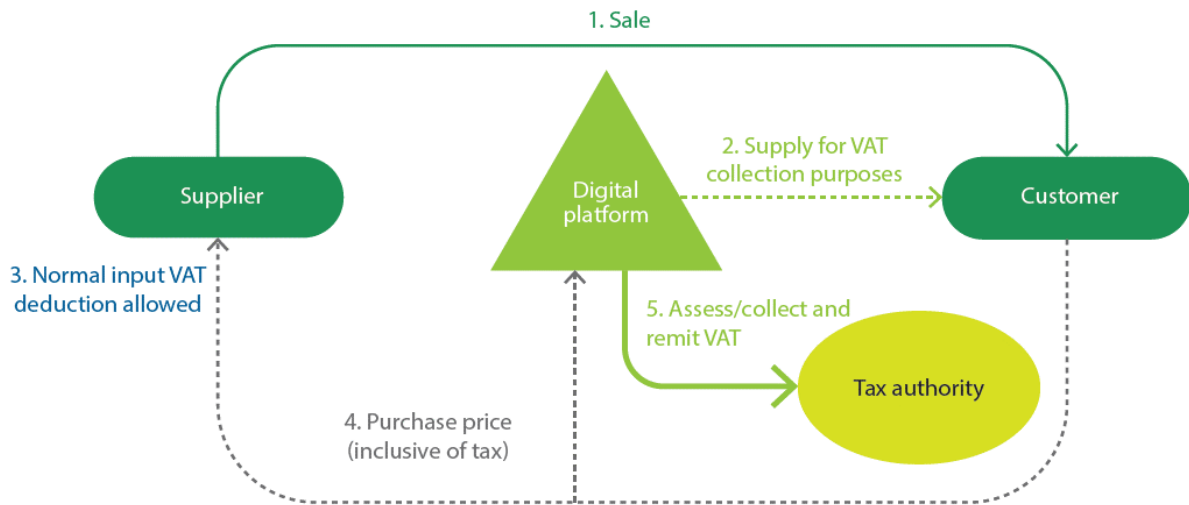 1. Sale
2. Supply for VAT
collection purposes
Supplier
Digital
platform
Customer
3. Normal input VAT
deduction allowed
5. Assess/collect and
remit VAT
Tax authority
4. Purchase price
(inclusive of tax)